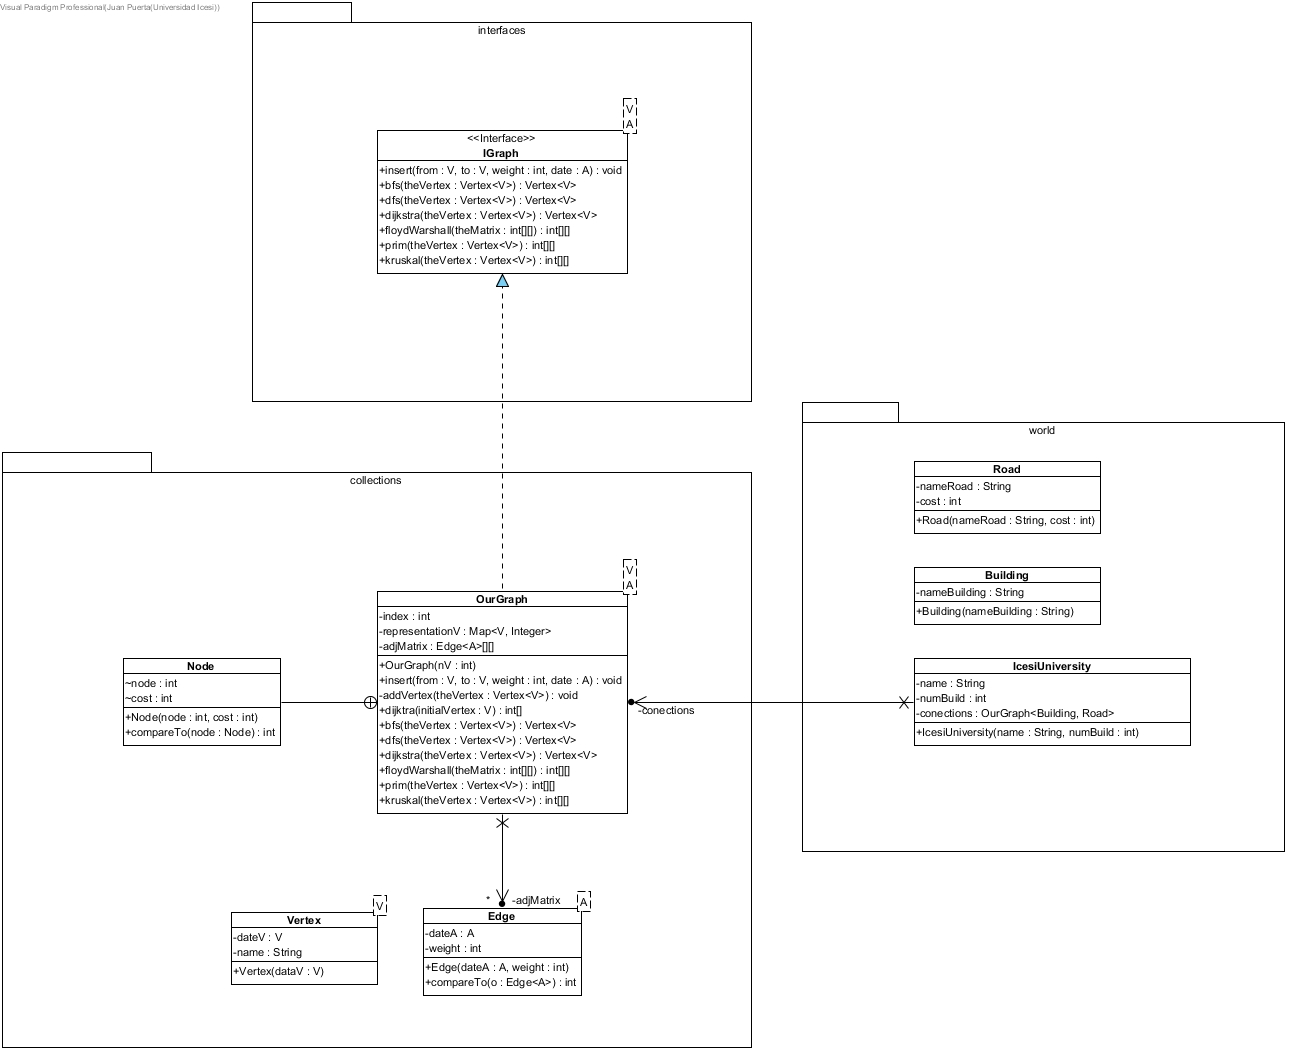 Visual Paradigm Professional(Juan Puerta(Universidad Icesi))
interfaces
V
A
<<Interface>>
IGraph
+insert(from : V, to : V, weight : int, date : A) : void
+bfs(theVertex : Vertex<V>) : Vertex<V>
+dfs(theVertex : Vertex<V>) : Vertex<V>
+dijkstra(theVertex : Vertex<V>) : Vertex<V>
+floydWarshall(theMatrix : int[][]) : int[][]
+prim(theVertex : Vertex<V>) : int[][]
+kruskal(theVertex : Vertex<V>) : int[][]
collections
V
A
OurGraph
-index : int
-representationV : Map<V, Integer>
-adjMatrix : Edge<A>[][]
+OurGraph(nV : int)
+insert(from : V, to : V, weight : int, date : A) : void
-addVertex(theVertex : Vertex<V>) : void
+dijktra(initialVertex : V) : int[]
+bfs(theVertex : Vertex<V>) : Vertex<V>
+dfs(theVertex : Vertex<V>) : Vertex<V>
+dijkstra(theVertex : Vertex<V>) : Vertex<V>
+floydWarshall(theMatrix : int[][]) : int[][]
+prim(theVertex : Vertex<V>) : int[][]
+kruskal(theVertex : Vertex<V>) : int[][]
Node
~node : int
~cost : int
+Node(node : int, cost : int)
+compareTo(node : Node) : int
-conections
*
-adjMatrix
V
Vertex
-dateV : V
-name : String
+Vertex(dataV : V)
A
Edge
-dateA : A
-weight : int
+Edge(dateA : A, weight : int)
+compareTo(o : Edge<A>) : int
world
Road
-nameRoad : String
-cost : int
+Road(nameRoad : String, cost : int)
Building
-nameBuilding : String
+Building(nameBuilding : String)
IcesiUniversity
-name : String
-numBuild : int
-conections : OurGraph<Building, Road>
+IcesiUniversity(name : String, numBuild : int)